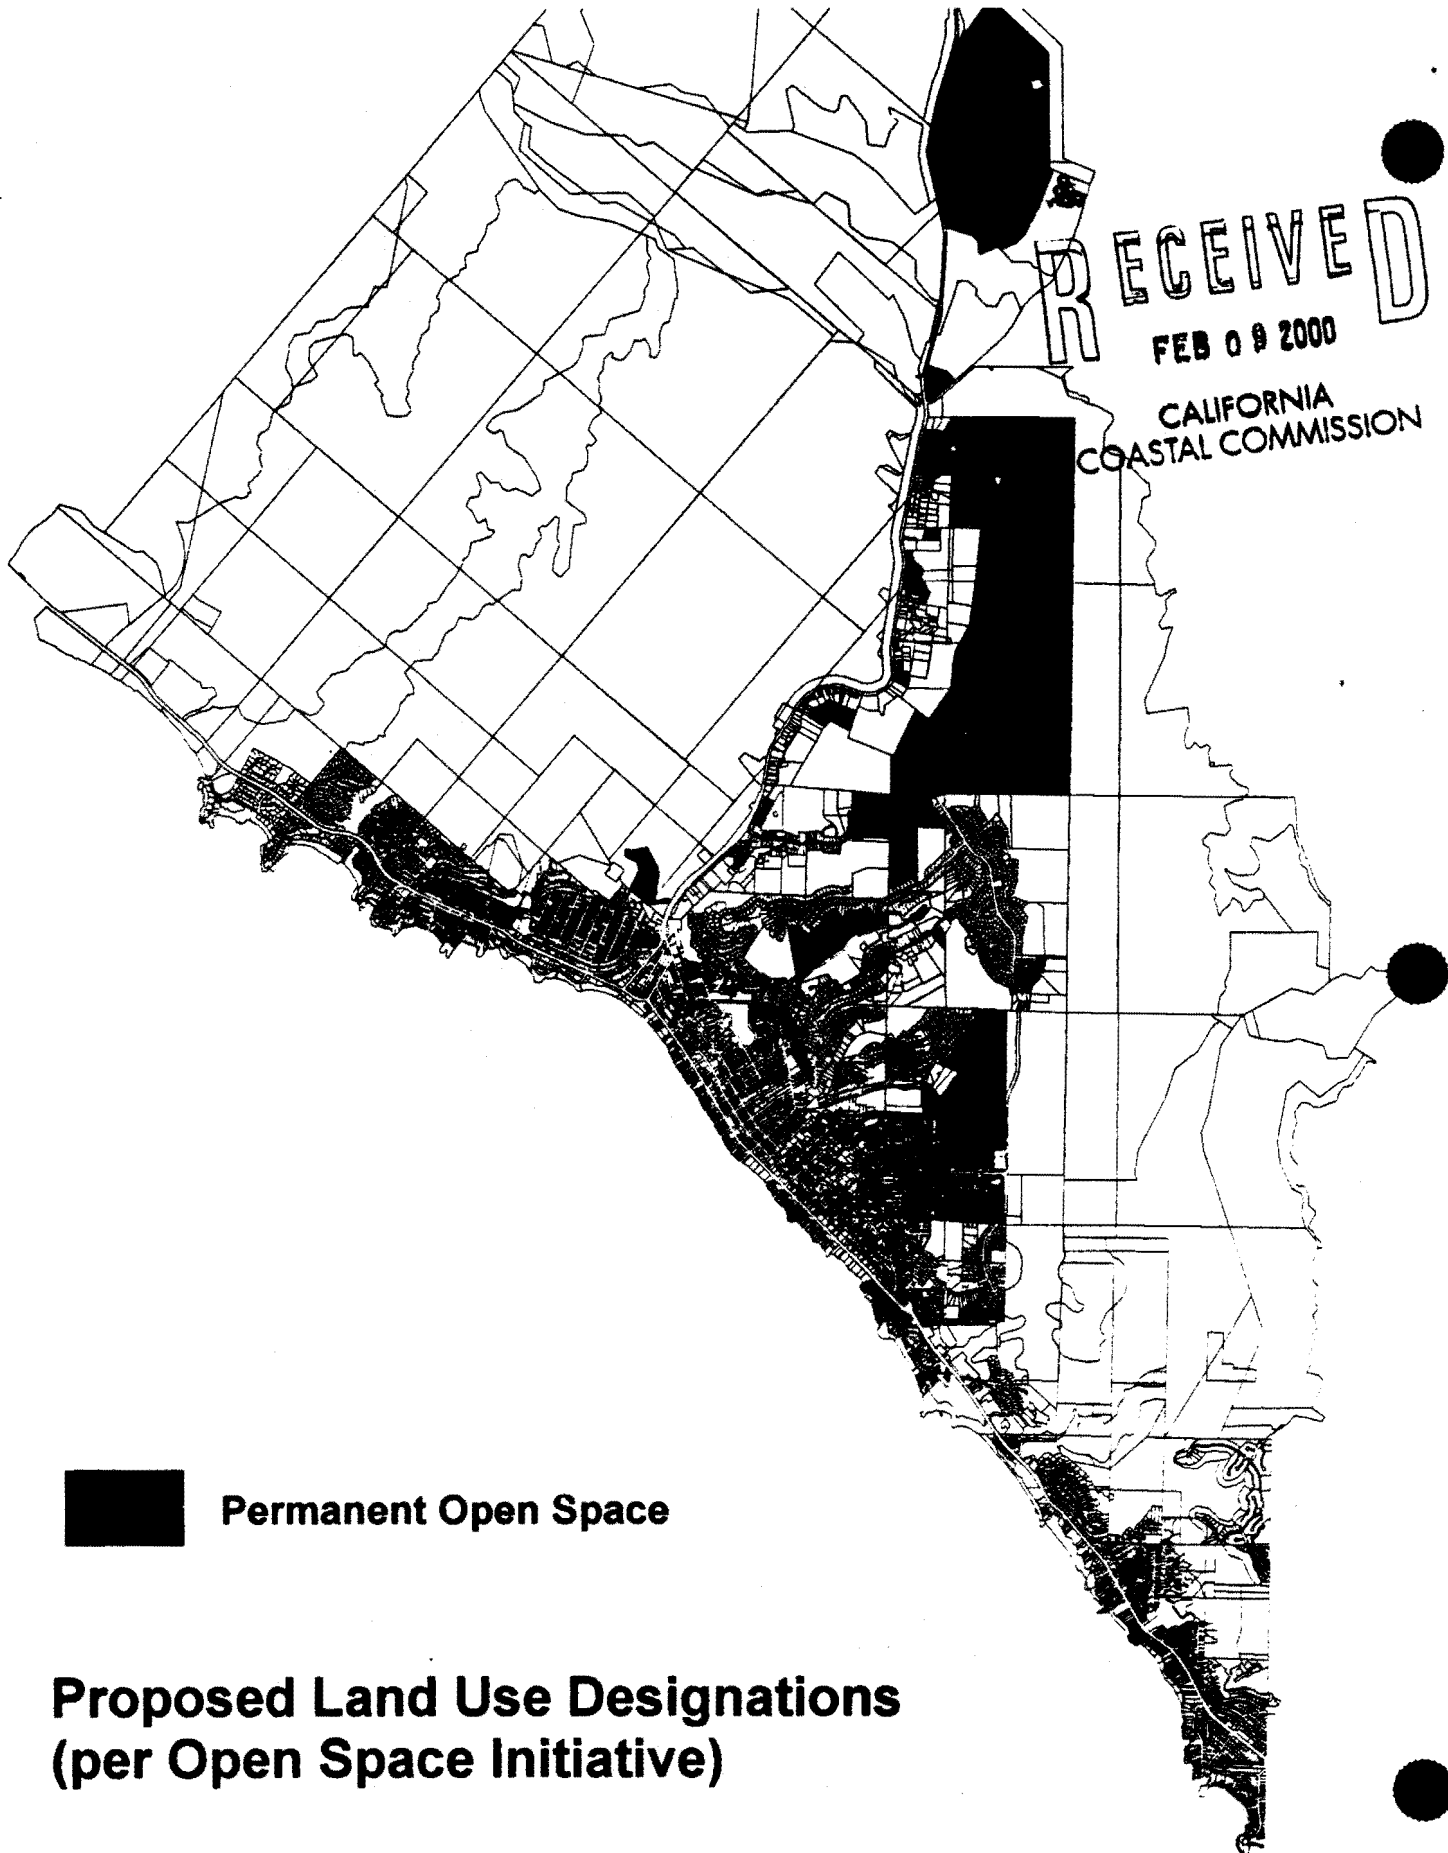 RECEIVED
FEB 09 2000
CALIFORNIA
COASTAL COMMISSION
Permanent Open Space
Proposed Land Use Designations
(per Open Space Initiative)